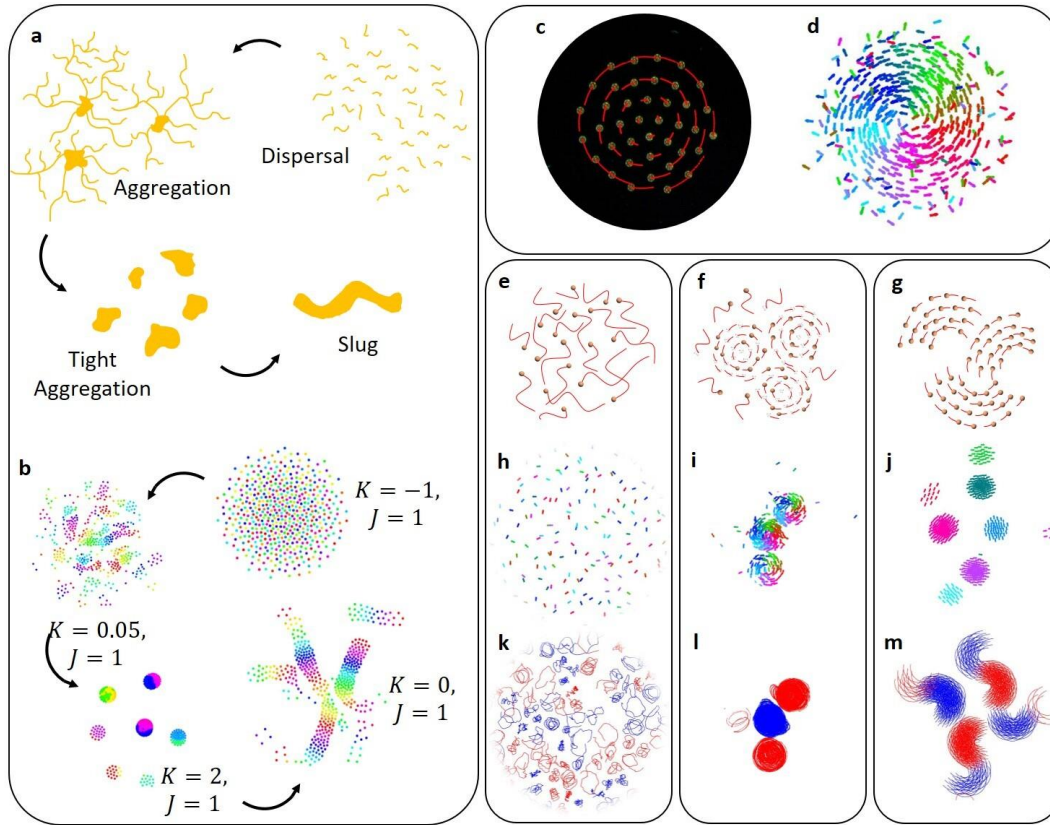 a
Dispersal
Aggregation
Tight
Aggregation
Slug
b
K = −1,
J = 1
K = 0.05,
J = 1
K = 0,
J = 1
K = 2,
J = 1
c
d
e
f
g
h
i
j
k
l
m